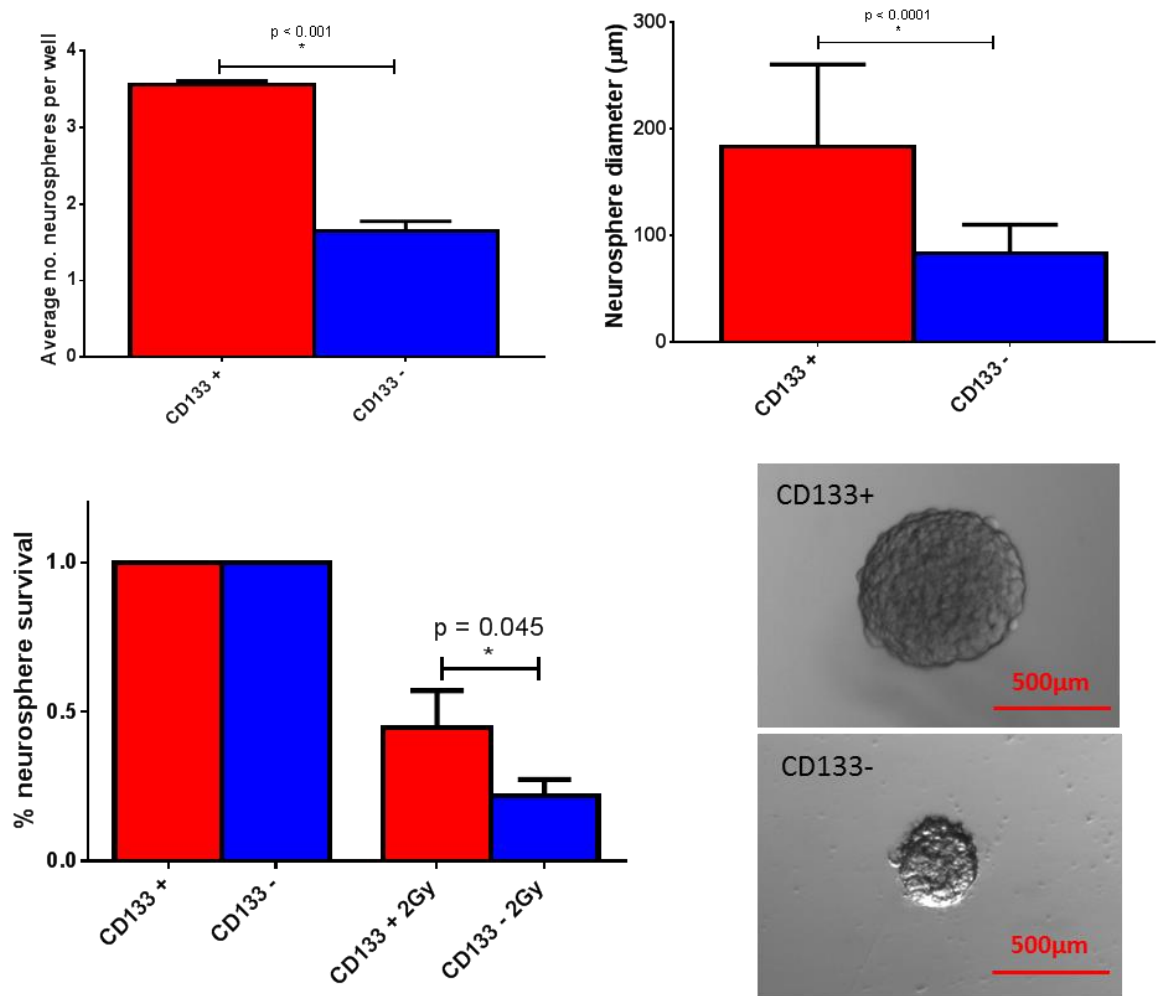 p < 0.001
*
Average no. neurospheres per well
4
3
2
1
0
CD133 +
CD133 -
p < 0.0001
*
Neurosphere diameter (µm)
300
200
100
0
CD133 +
CD133 -
% neurosphere survival
1.0
0.5
0.0
p = 0.045
*
CD133 +
CD133 -
CD133 + 2Gy
CD133 - 2Gy
CD133+
500µm
CD133-
500µm